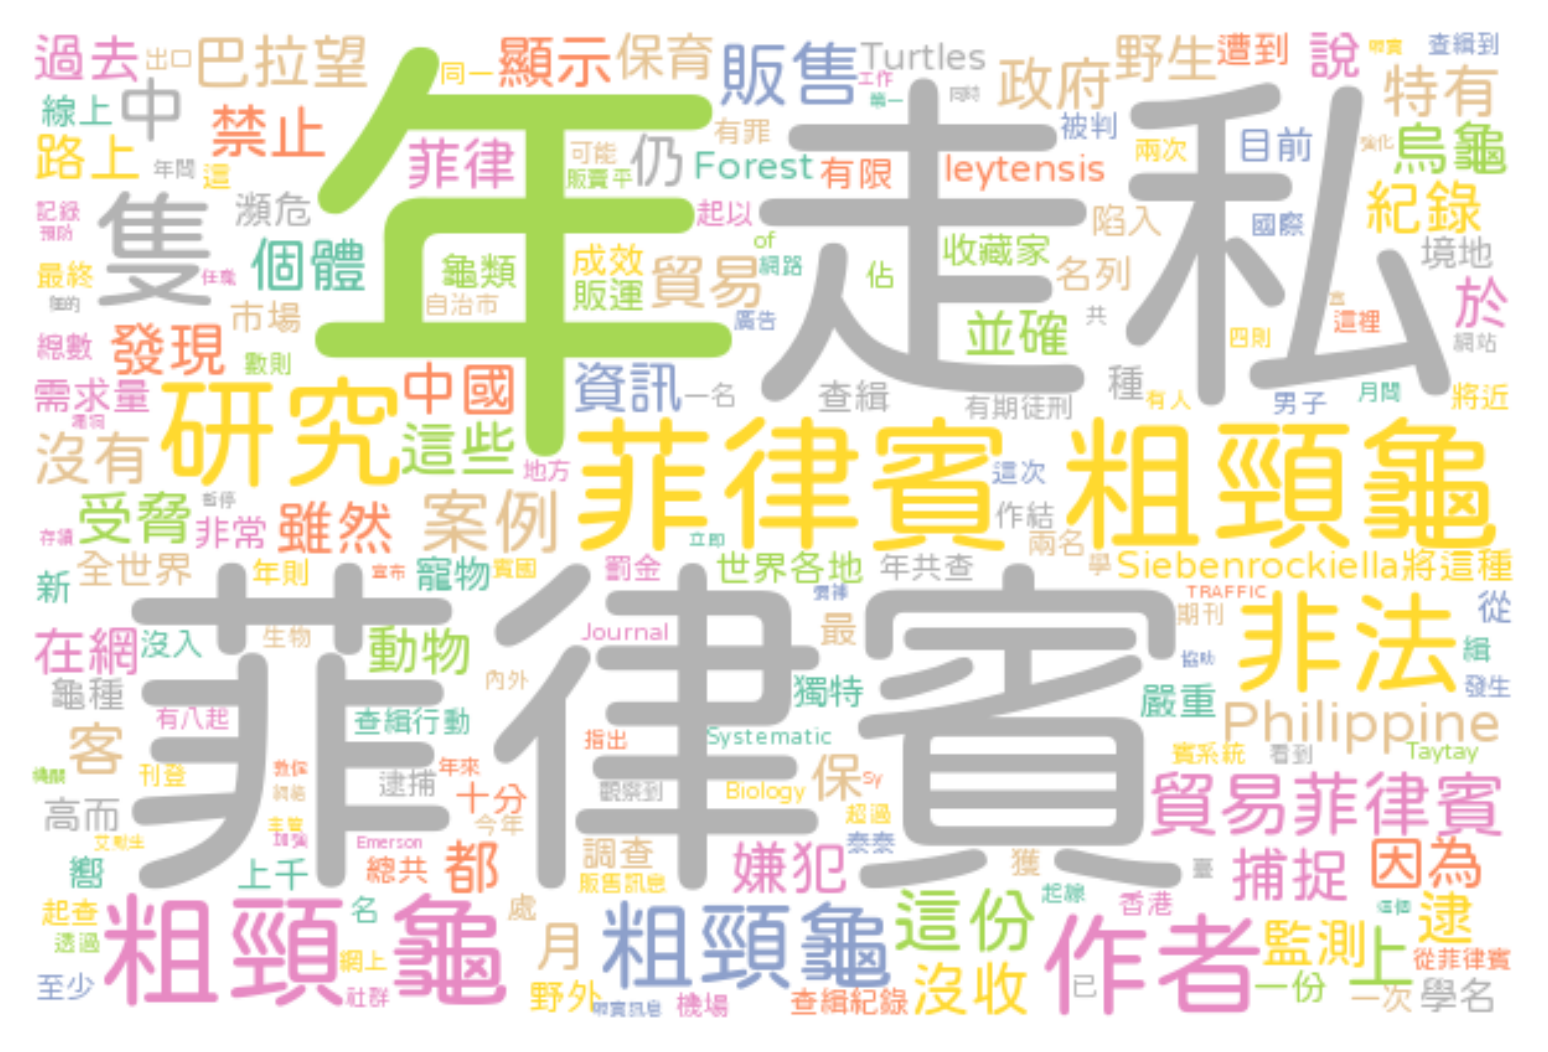 過去
出口
巴拉望
同一
顯示
保育
販售
Turtles
工作
政府
野生
遭到
說
查緝到
線上
中
禁止
第一
同時
特有
路上
年間
這
年
菲律
有罪
可能
販賣平
仍
Forest
有限
走私
被判
leytensis
兩次
目前
強化
烏龜
記錄
預防
隻
瀕危
個體
起以
陷入
國際
紀錄
最終
任職
龜類
成效
of
網路
貿易
佔
收藏家
名列
境地
市場
自治市
販運
廣告
並確
共
四則
這裡
於
網站
總數
發現
數則
需求量
研究
中國
資訊
一名
查緝
有期徒刑
種
有人
男子
月間
將近
沒有
這些
地方
菲律賓 粗頸龜
這次
受脅
暫停
非常
雖然
案例
作結
存續
立即
兩名
新
全世界
年則
宣布
寵物
賓國
罰金
世界各地
年共查
學
Siebenrockiella將這種
TRAFFIC
期刊
從
菲律賓
在網
沒入
生物
動物
Journal
最
非法
協助
緝
龜種
內外
獨特
嚴重
發生
有八起
查緝行動
指出
Systematic
Philippine
客
賓系統
看到
Taytay
機關
刊登
逮捕
年來
觀察到
Biology
保
sy
貿易菲律賓
高而
主管
十分
今年
超過
加強
Emerson
調查
泰泰
嚮
上千
總共
都
販售訊息
嫌犯
獲
臺
捕捉
因為
起查
粗頸龜
名
處
粗頸龜
這份
起線
香港
作者
這個
逮
透過
網上
月
監測
上
從菲律賓
至少
社群
野外
機場
查緝紀錄
沒收
已
一份
一次
學名